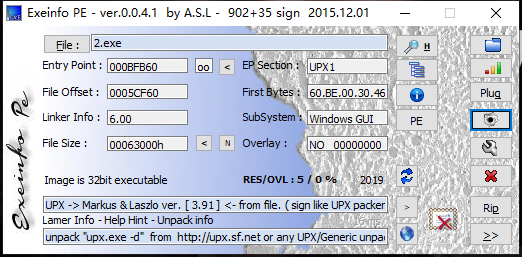 Exeinfo PE - ver.0.0.4.1 by A.S.L - 902+35 sign 2015.12.01
File : 2.exe H
Entry Point : 000BFB60 oo < EP Section : UPX1
File Offset : 0005CF60 First Bytes : 60.BE.00.30.46 Plug
Linker Info : 6.00 SubSystem : Windows GUI PE
File Size : 00063000h < N Overlay : NO 00000000
Image is 32bit executable RES/OVL : 5 / 0 % 2019
UPX -> Markus & Laszlo ver. [ 3.91 ] <- from file. ( sign like UPX packer > Rip
Lamer Info - Help Hint - Unpack info
unpack "upx.exe -d" from http://upx.sf.net or any UPX/Generic unpa >>
Exeinfo Pe